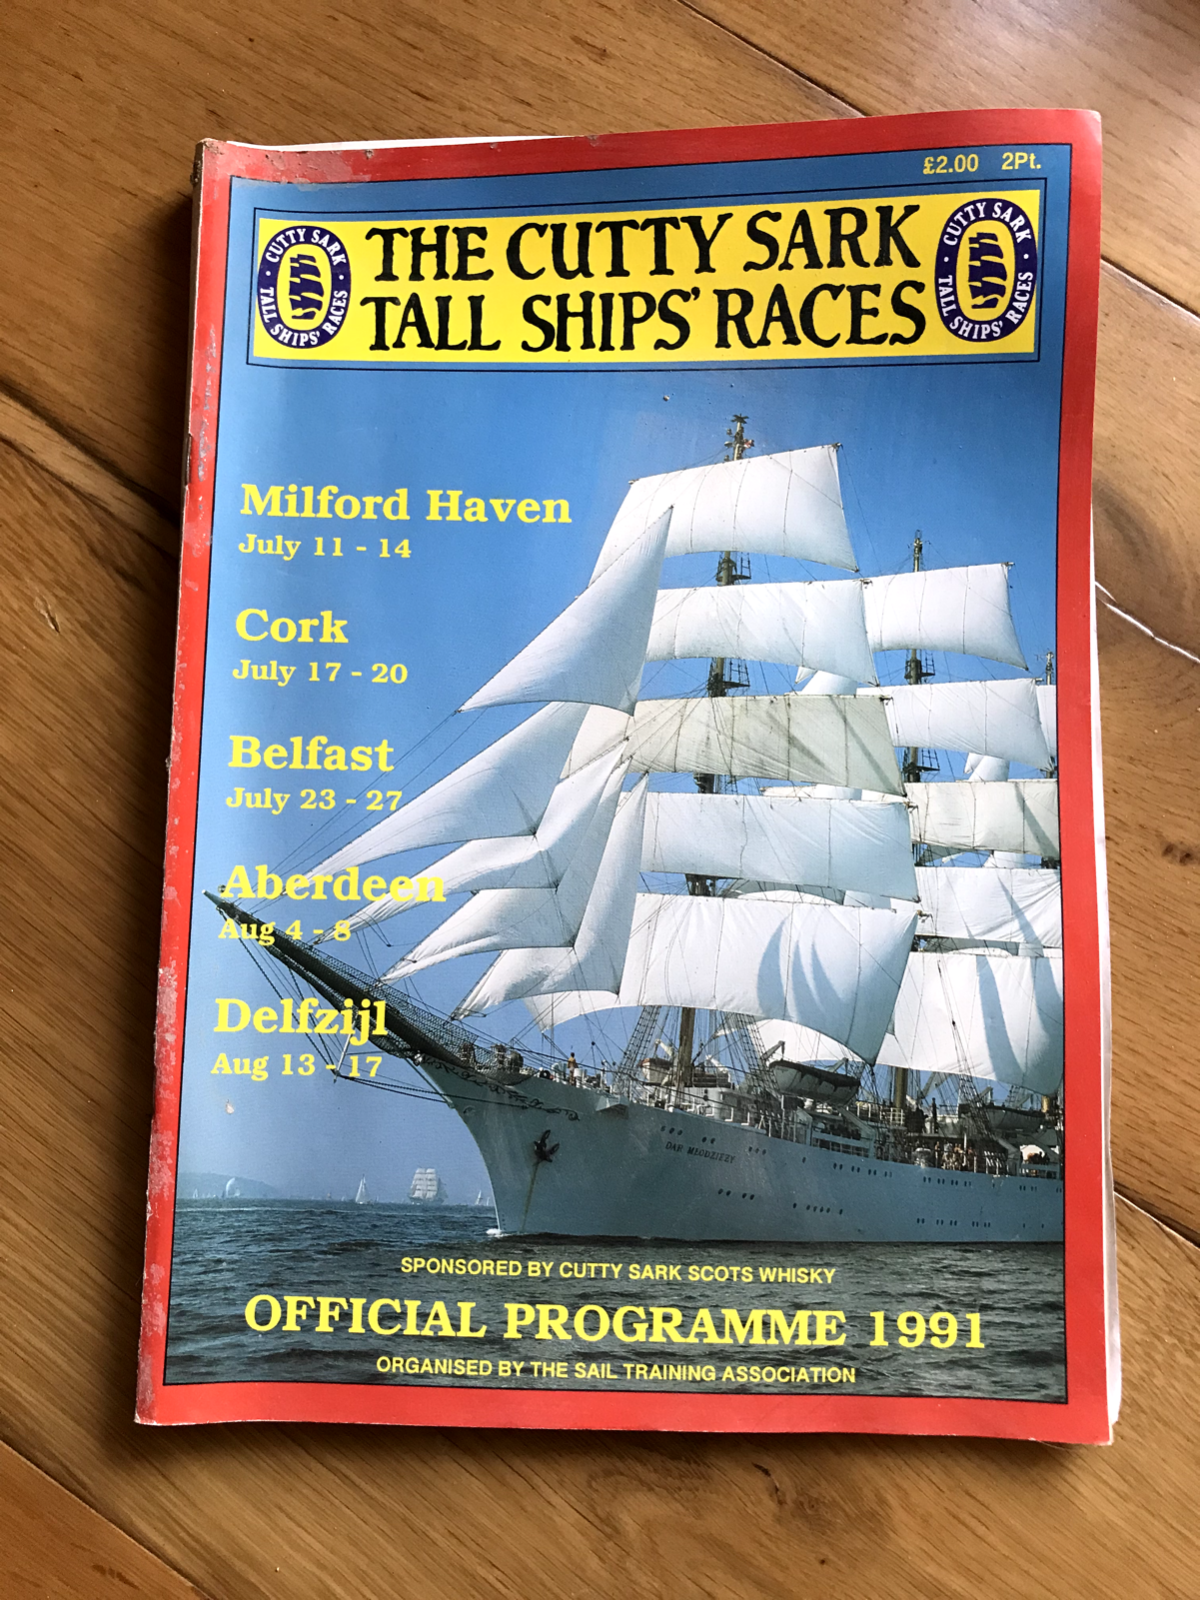 £2.00 2Pt.
CUTTY SARK
TALL SHIPS' RACES
THE CUTTY SARK
TALL SHIPS' RACES
CUTTY SARK
TALL SHIPS' RACES
Milford Haven
July 11 - 14
Cork
July 17 - 20
Belfast
July 23 - 27
Aberdeen
Aug 4 - 8
Delfzijl
Aug 13 - 17
DAR MŁODZIEŻY
SPONSORED BY CUTTY SARK SCOTS WHISKY
OFFICIAL PROGRAMME 1991
ORGANISED BY THE SAIL TRAINING ASSOCIATION